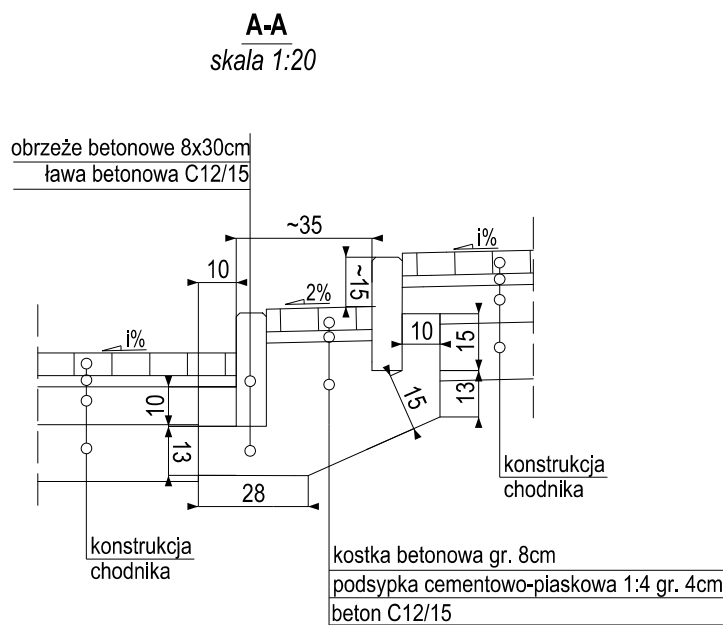 A-A
skala 1:20
obrzeże betonowe 8x30cm
ława betonowa C12/15
~35
i%
10
2%
~15
i%
10
15
10
15
13
13
28
konstrukcja
chodnika
konstrukcja
chodnika
kostka betonowa gr. 8cm
podsypka cementowo-piaskowa 1:4 gr. 4cm
beton C12/15